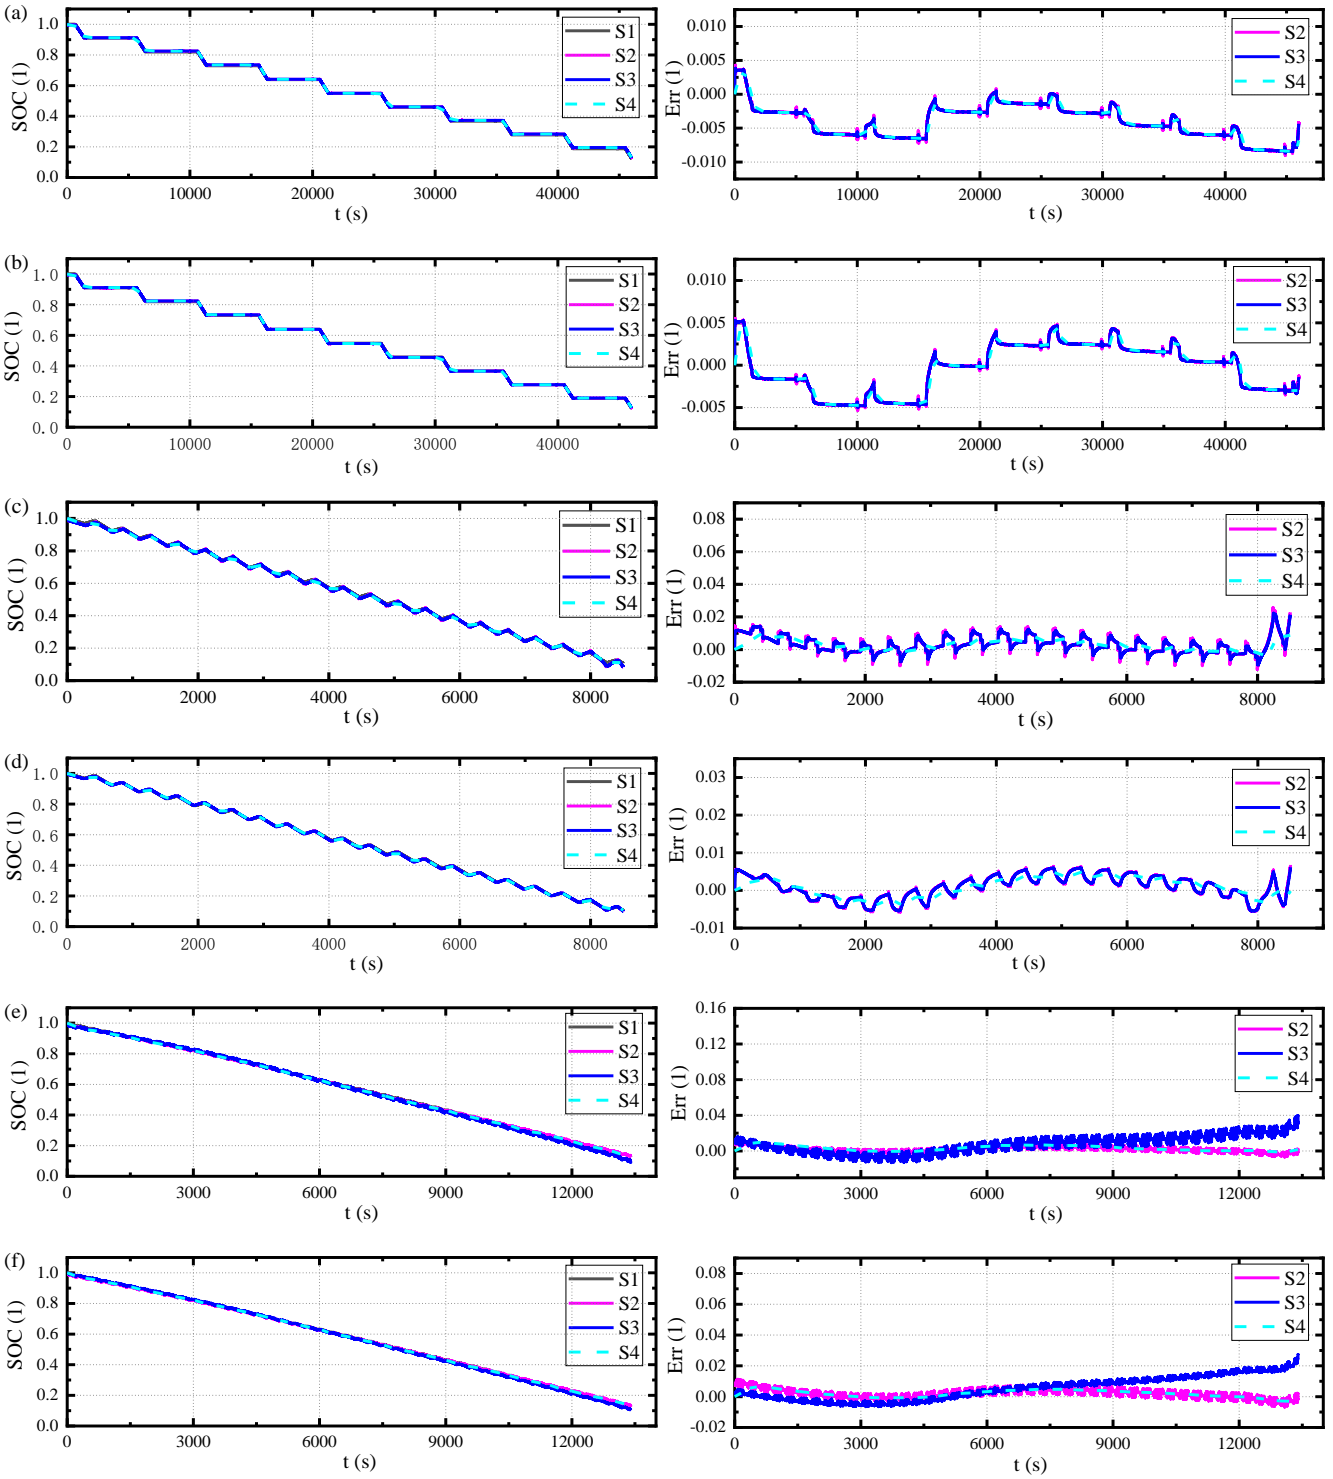 (a)
SOC (1)
1.0
0.8
0.6
0.4
0.2
0.0
0
10000
20000
30000
40000
t (s)
S1
S2
S3
S4
Err (1)
0.010
0.005
0.000
-0.005
-0.010
0
10000
20000
30000
40000
t (s)
S2
S3
S4
(b)
SOC (1)
1.0
0.8
0.6
0.4
0.2
0.0
0
10000
20000
30000
40000
t (s)
S1
S2
S3
S4
Err (1)
0.010
0.005
0.000
-0.005
0
10000
20000
30000
40000
t (s)
S2
S3
S4
(c)
SOC (1)
1.0
0.8
0.6
0.4
0.2
0.0
0
2000
4000
6000
8000
t (s)
S1
S2
S3
S4
Err (1)
0.08
0.06
0.04
0.02
0.00
-0.02
0
2000
4000
6000
8000
t (s)
S2
S3
S4
(d)
SOC (1)
1.0
0.8
0.6
0.4
0.2
0.0
0
2000
4000
6000
8000
t (s)
S1
S2
S3
S4
Err (1)
0.03
0.02
0.01
0.00
-0.01
0
2000
4000
6000
8000
t (s)
S2
S3
S4
(e)
SOC (1)
1.0
0.8
0.6
0.4
0.2
0.0
0
3000
6000
9000
12000
t (s)
S1
S2
S3
S4
Err (1)
0.16
0.12
0.08
0.04
0.00
0
3000
6000
9000
12000
t (s)
S2
S3
S4
(f)
SOC (1)
1.0
0.8
0.6
0.4
0.2
0.0
0
3000
6000
9000
12000
t (s)
S1
S2
S3
S4
Err (1)
0.08
0.06
0.04
0.02
0.00
-0.02
0
3000
6000
9000
12000
t (s)
S2
S3
S4